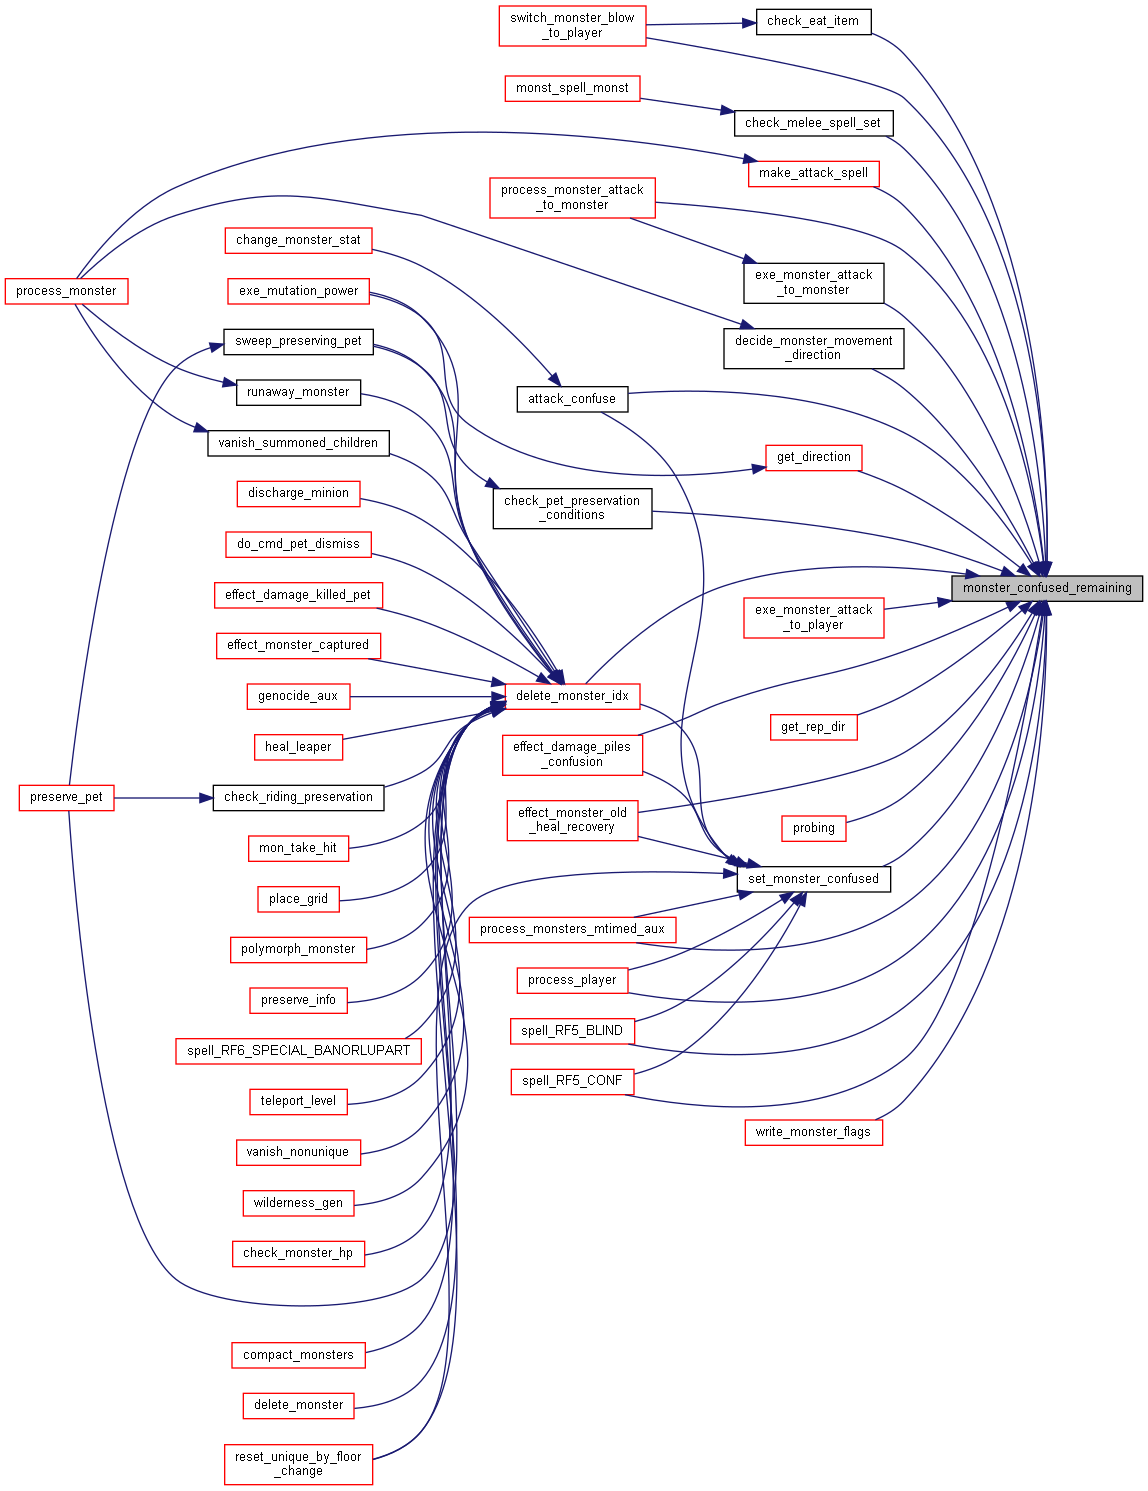 switch_monster_blow
_to_player
check_eat_item
monst_spell_monst
check_melee_spell_set
make_attack_spell
process_monster_attack
_to_monster
change_monster_stat
exe_monster_attack
_to_monster
process_monster
exe_mutation_power
sweep_preserving_pet
decide_monster_movement
_direction
runaway_monster
attack_confuse
vanish_summoned_children
get_direction
discharge_minion
check_pet_preservation
_conditions
do_cmd_pet_dismiss
monster_confused_remaining
effect_damage_killed_pet
exe_monster_attack
_to_player
effect_monster_captured
genocide_aux
delete_monster_idx
get_rep_dir
heal_leaper
effect_damage_piles
_confusion
preserve_pet
check_riding_preservation
effect_monster_old
_heal_recovery
probing
mon_take_hit
set_monster_confused
place_grid
process_monsters_mtimed_aux
polymorph_monster
process_player
preserve_info
spell_RF5_BLIND
spell_RF6_SPECIAL_BANORLUPART
spell_RF5_CONF
teleport_level
write_monster_flags
vanish_nonunique
wilderness_gen
check_monster_hp
compact_monsters
delete_monster
reset_unique_by_floor
_change